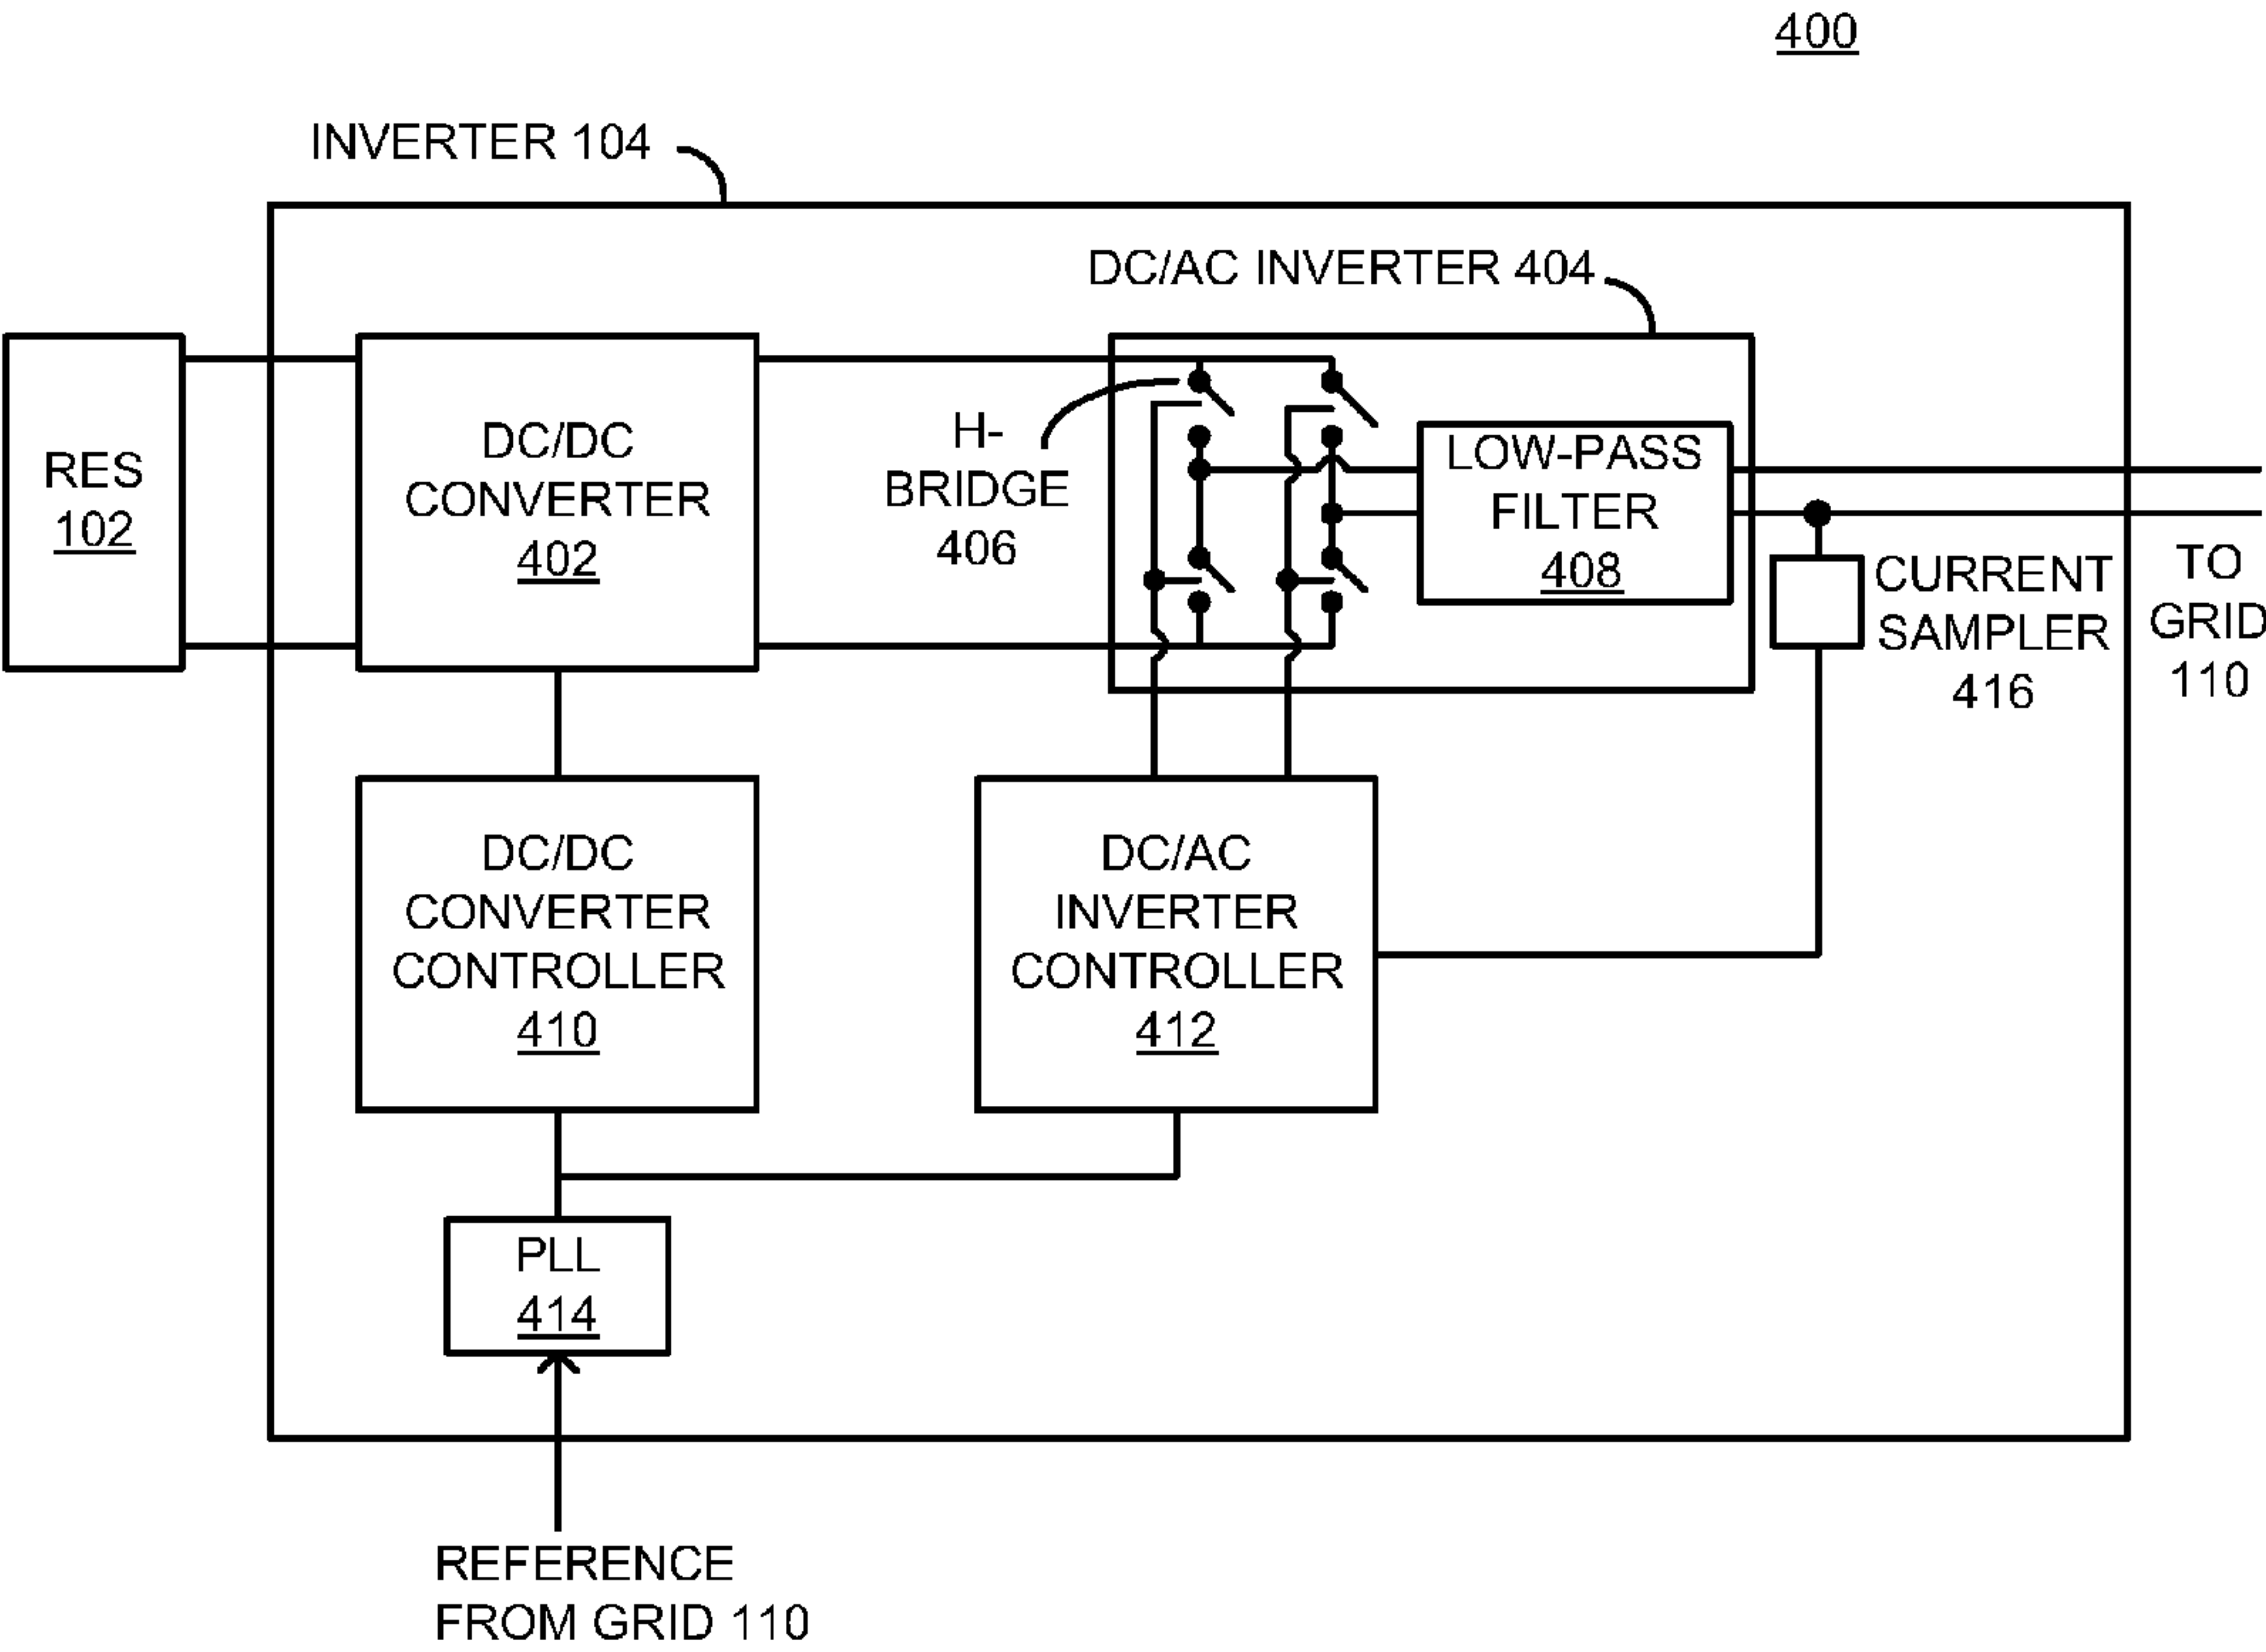 400
INVERTER 104
DC/AC INVERTER 404
RES
102
DC/DC
CONVERTER
402
H-
BRIDGE
406
LOW-PASS
FILTER
408
CURRENT
SAMPLER
416
TO
GRID
110
DC/DC
CONVERTER
CONTROLLER
410
DC/AC
INVERTER
CONTROLLER
412
PLL
414
REFERENCE
FROM GRID 110